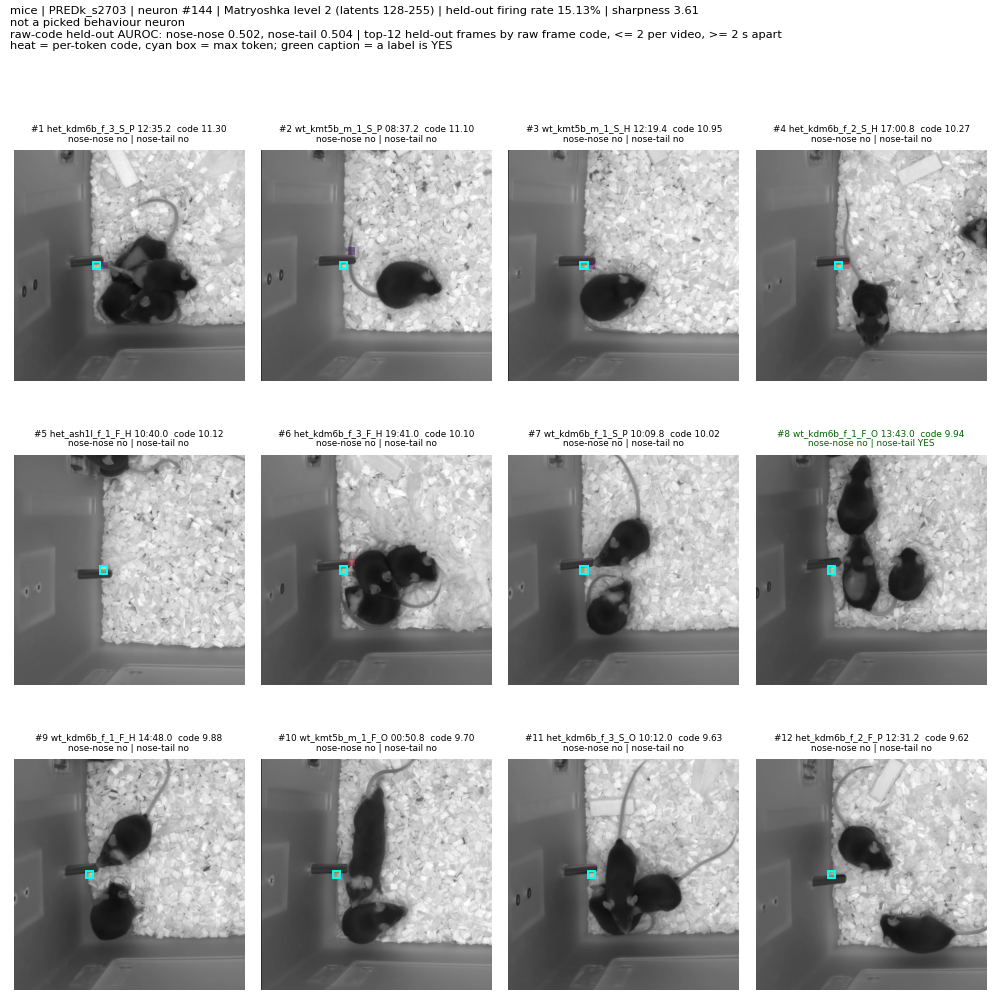 mice | PREDk_s2703 | neuron #144 | Matryoshka level 2 (latents 128-255) | held-out firing rate 15.13% | sharpness 3.61
not a picked behaviour neuron
raw-code held-out AUROC: nose-nose 0.502, nose-tail 0.504 | top-12 held-out frames by raw frame code, <= 2 per video, >= 2 s apart
heat = per-token code, cyan box = max token; green caption = a label is YES
#1 het_kdm6b_f_3_S_P 12:35.2 code 11.30
nose-nose no | nose-tail no
#2 wt_kmt5b_m_1_S_P 08:37.2 code 11.10
nose-nose no | nose-tail no
#3 wt_kmt5b_m_1_S_H 12:19.4 code 10.95
nose-nose no | nose-tail no
#4 het_kdm6b_f_2_S_H 17:00.8 code 10.27
nose-nose no | nose-tail no
#5 het_ash1l_f_1_F_H 10:40.0 code 10.12
nose-nose no | nose-tail no
#6 het_kdm6b_f_3_F_H 19:41.0 code 10.10
nose-nose no | nose-tail no
#7 wt_kdm6b_f_1_S_P 10:09.8 code 10.02
nose-nose no | nose-tail no
#8 wt_kdm6b_f_1_F_O 13:43.0 code 9.94
nose-nose no | nose-tail YES
#9 wt_kdm6b_f_1_F_H 14:48.0 code 9.88
nose-nose no | nose-tail no
#10 wt_kmt5b_m_1_F_O 00:50.8 code 9.70
nose-nose no | nose-tail no
#11 het_kdm6b_f_3_S_O 10:12.0 code 9.63
nose-nose no | nose-tail no
#12 het_kdm6b_f_2_F_P 12:31.2 code 9.62
nose-nose no | nose-tail no